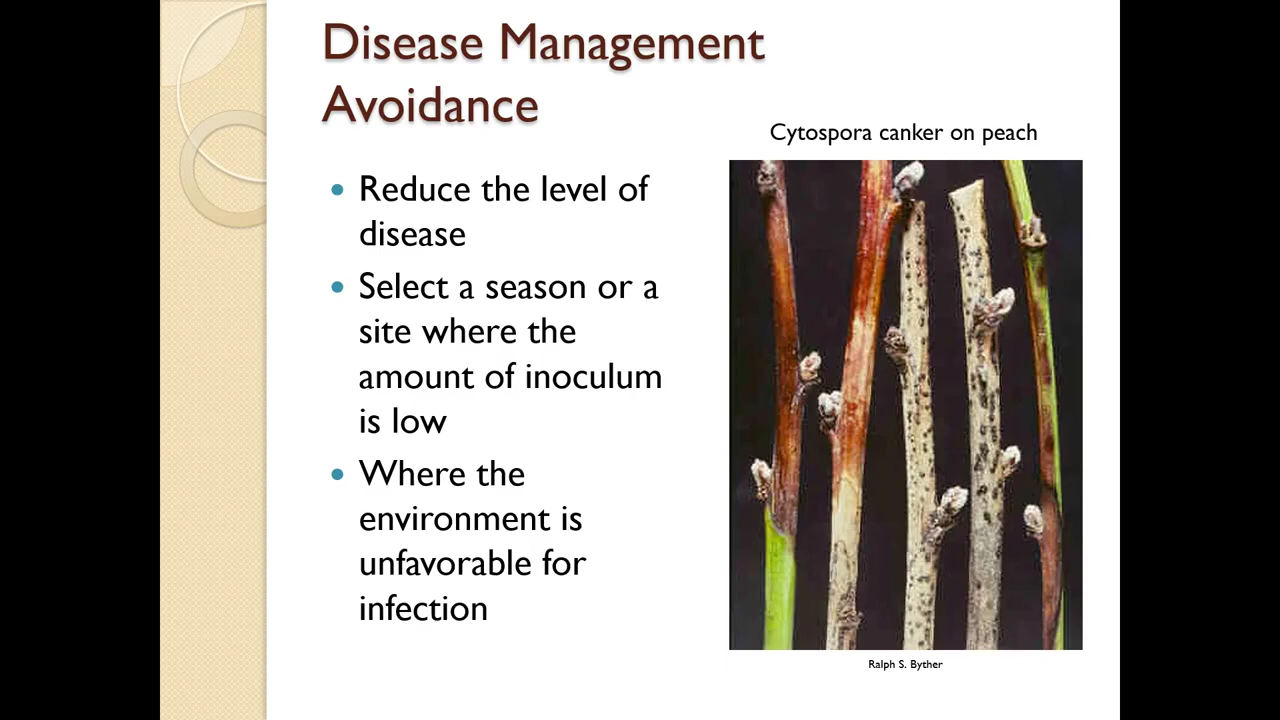 Disease Management
Avoidance
Cytospora canker on peach
Reduce the level of
disease
Select a season or a
site where the
amount of inoculum
is low
Where the
environment is
unfavorable for
infection
Ralph S. Byther